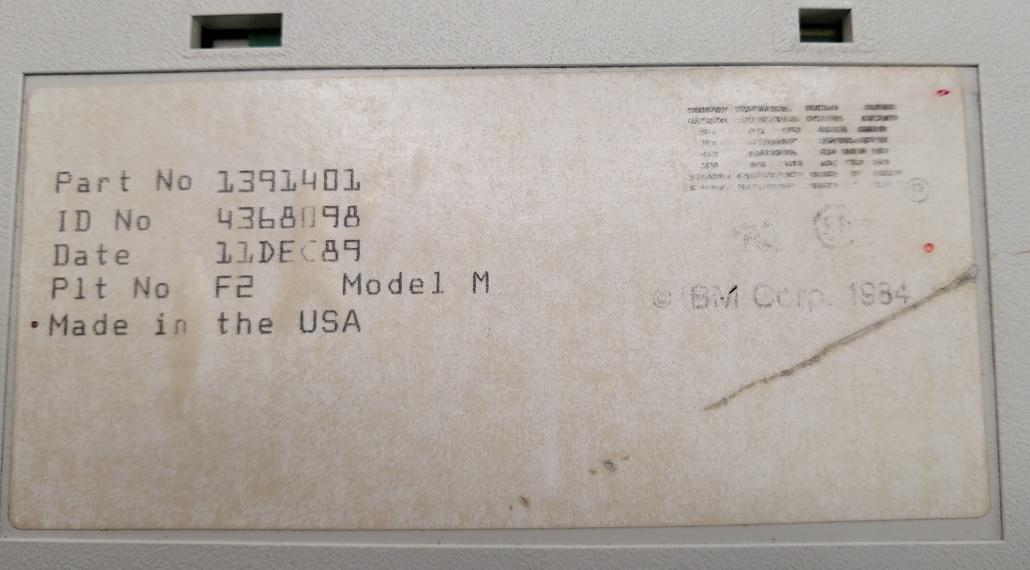 IBM ®
Part No 1391401
ID No 4368098
Date 11DEC89
Plt No F2 Model M
© IBM Corp. 1984
Made in the USA